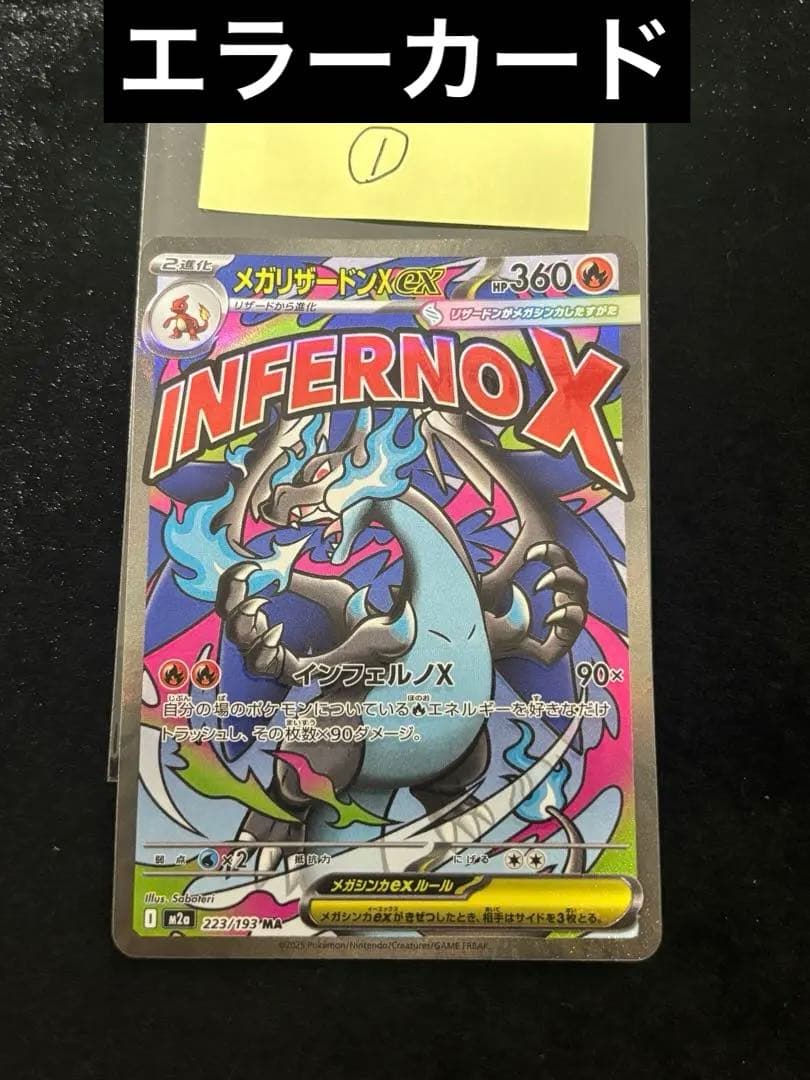 エラーカード
①
2進化
メガリザードンXex
HP360
リザードから進化
リザードンがメガシンカしたすがた
INFERNO X
インフェルノX 90×
自分の場のポケモンについているエネルギーを好きなだけ
トラッシュし、その枚数×90ダメージ。
弱点 ×2 抵抗力 にげる
メガシンカexルール
メガシンカexがきぜつしたとき、相手はサイドを3枚とる。
Illus. Saboteri
I M2a 223/193 MA
©2025 Pokémon/Nintendo/Creatures/GAME FREAK.